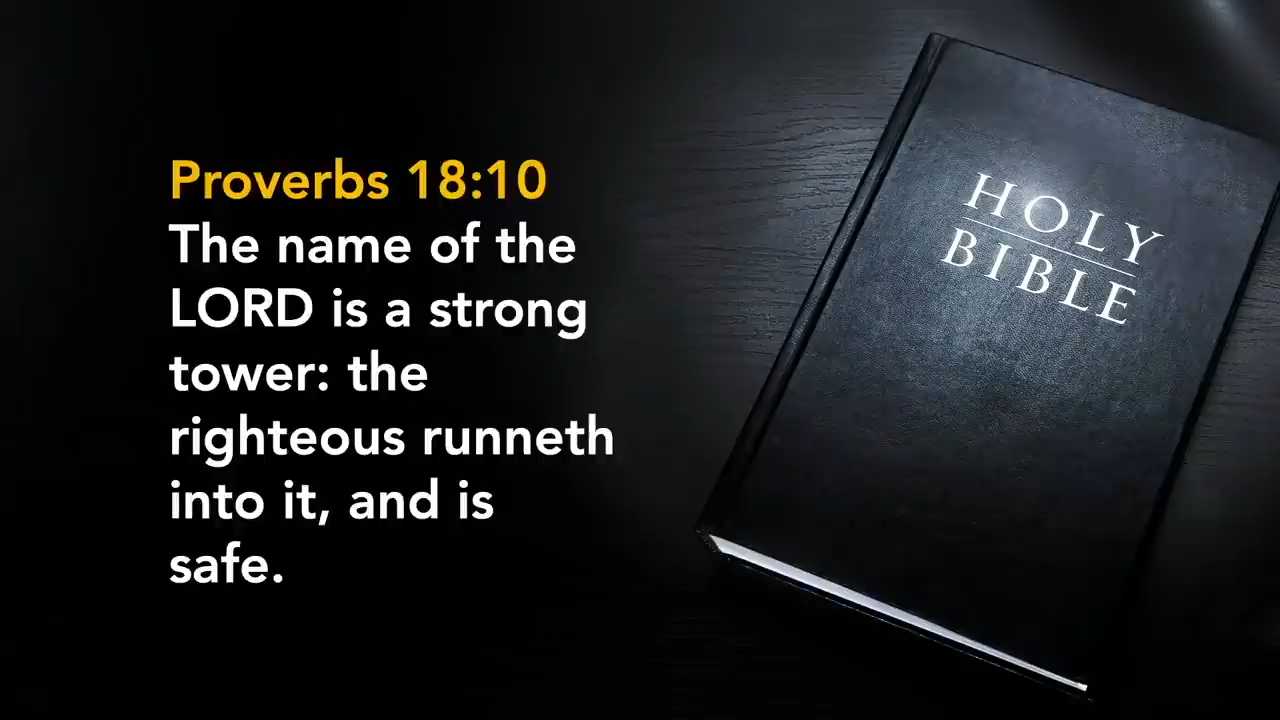 Proverbs 18:10
The name of the
LORD is a strong
tower: the
righteous runneth
into it, and is
safe.
HOLY
BIBLE